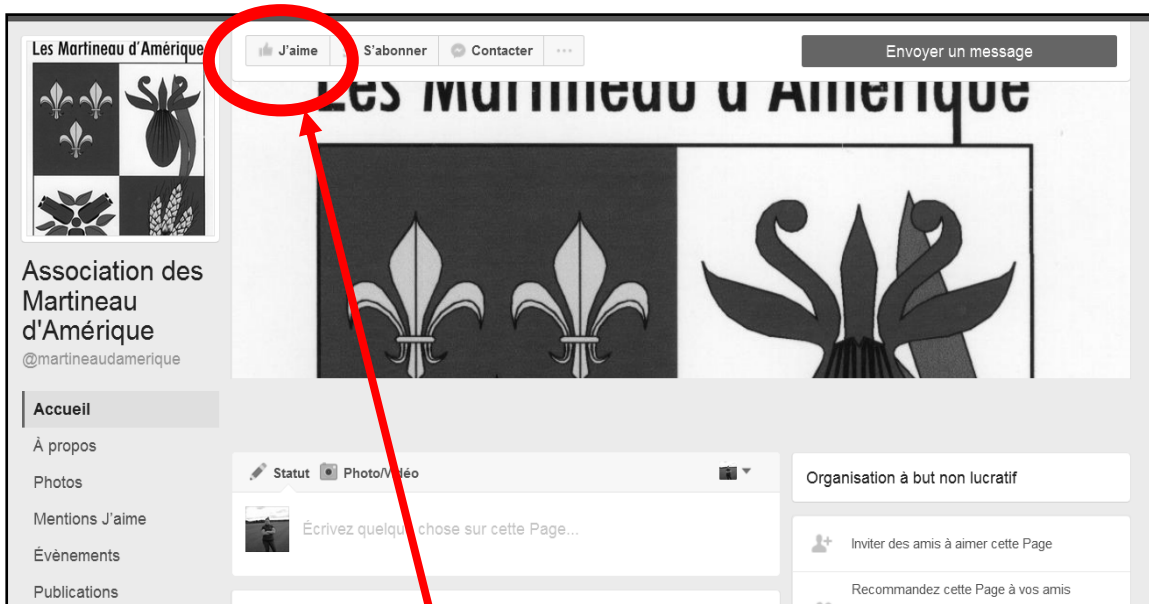 Les Martineau d'Amérique
J'aime
S'abonner
Contacter
Envoyer un message
Les Martineau d'Amérique
Association des
Martineau
d'Amérique
@martineaudamerique
Accueil
À propos
Photos
Mentions J'aime
Évènements
Publications
Statut
Photo/Vidéo
Écrivez quelque chose sur cette Page...
Organisation à but non lucratif
Inviter des amis à aimer cette Page
Recommandez cette Page à vos amis